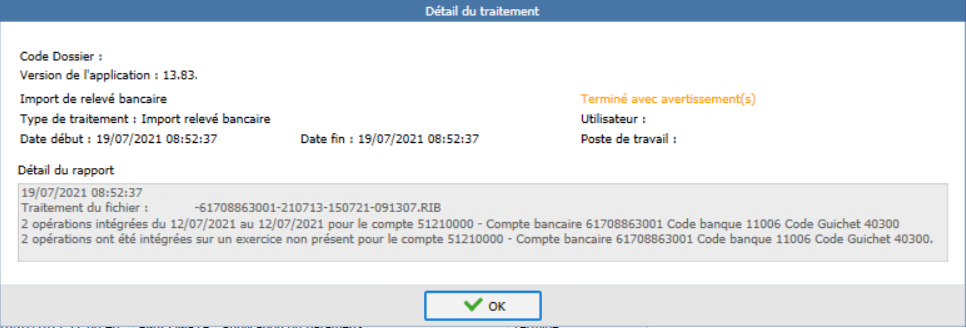 Détail du traitement
Code Dossier :
Version de l'application : 13.83.
Import de relevé bancaire
Terminé avec avertissement(s)
Type de traitement : Import relevé bancaire
Utilisateur :
Date début : 19/07/2021 08:52:37
Date fin : 19/07/2021 08:52:37
Poste de travail :
Détail du rapport
19/07/2021 08:52:37
Traitement du fichier : -61708863001-210713-150721-091307.RIB
2 opérations intégrées du 12/07/2021 au 12/07/2021 pour le compte 51210000 - Compte bancaire 61708863001 Code banque 11006 Code Guichet 40300
2 opérations ont été intégrées sur un exercice non présent pour le compte 51210000 - Compte bancaire 61708863001 Code banque 11006 Code Guichet 40300.
OK